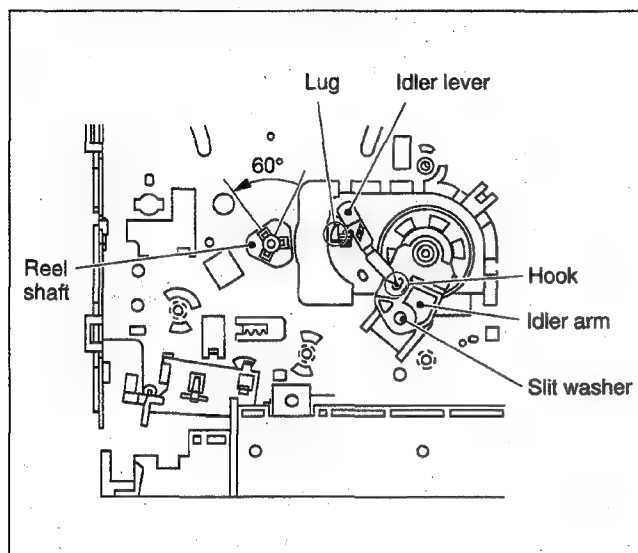 Lug
Idler lever
60°
Reel
shaft
Hook
Idler arm
Slit washer